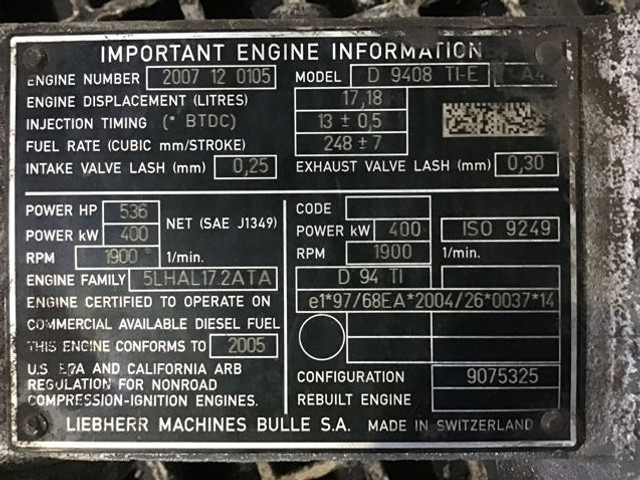 IMPORTANT ENGINE INFORMATION
ENGINE NUMBER 2007 12 0105 MODEL D 9408 TI-E A4
ENGINE DISPLACEMENT (LITRES) 17,18
INJECTION TIMING (° BTDC) 13 ± 0,5
FUEL RATE (CUBIC mm/STROKE) 248 ± 7
INTAKE VALVE LASH (mm) 0,25 EXHAUST VALVE LASH (mm) 0,30
POWER HP 536 NET (SAE J1349)
POWER kW 400
RPM 1900 1/min.
ENGINE FAMILY 5LHAL17.2ATA
ENGINE CERTIFIED TO OPERATE ON
COMMERCIAL AVAILABLE DIESEL FUEL
THIS ENGINE CONFORMS TO 2005
U.S. EPA AND CALIFORNIA ARB
REGULATION FOR NONROAD
COMPRESSION-IGNITION ENGINES.
CODE
POWER kW 400 ISO 9249
RPM 1900 1/min.
D 94 TI
e1*97/68EA*2004/26*0037*14
CONFIGURATION 9075325
REBUILT ENGINE
LIEBHERR MACHINES BULLE S.A. MADE IN SWITZERLAND